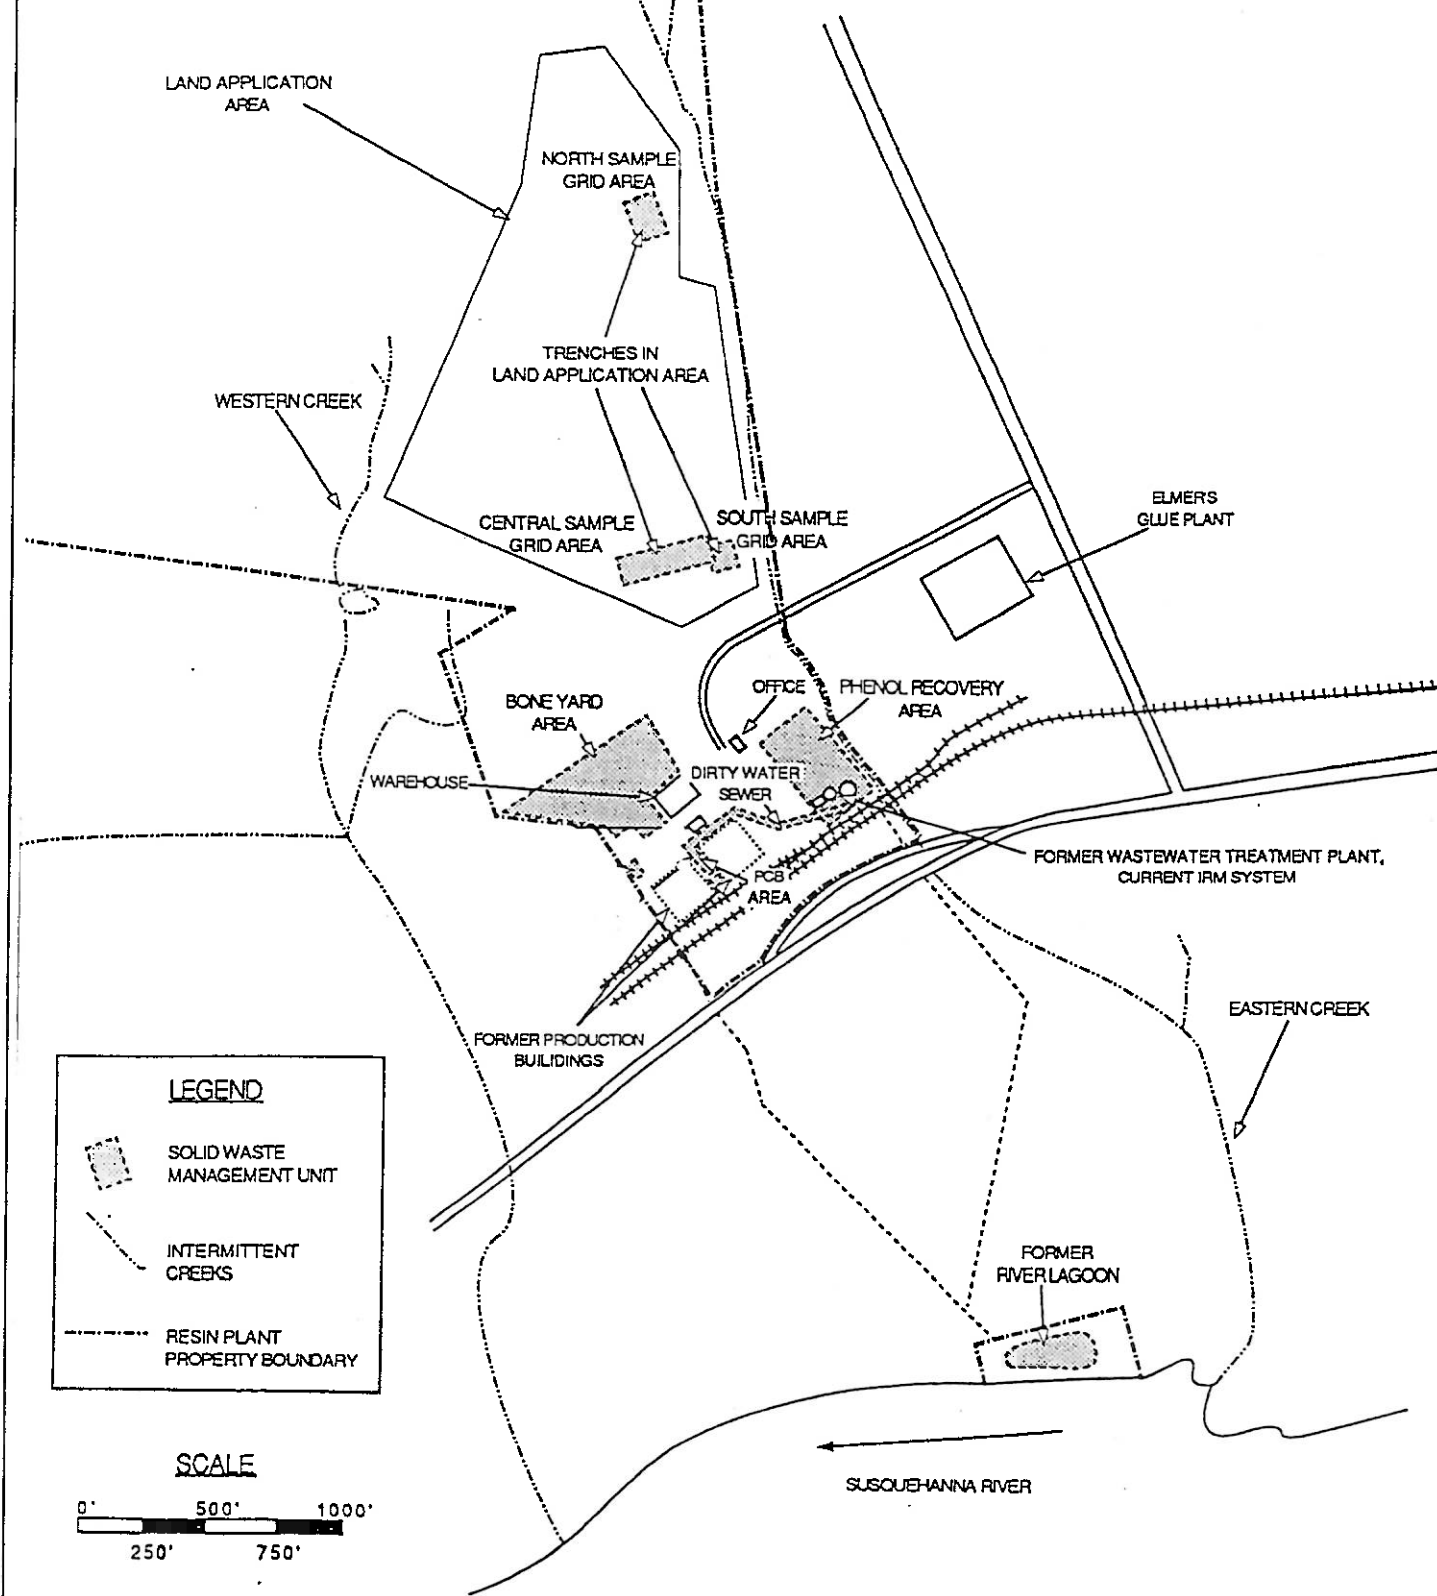 LAND APPLICATION
AREA
NORTH SAMPLE
GRID AREA
TRENCHES IN
LAND APPLICATION AREA
WESTERN CREEK
CENTRAL SAMPLE
GRID AREA
SOUTH SAMPLE
GRID AREA
ELMER'S
GLUE PLANT
BONE YARD
AREA
OFFICE
PHENOL RECOVERY
AREA
WAREHOUSE
DIRTY WATER
SEWER
PCB
AREA
FORMER WASTEWATER TREATMENT PLANT,
CURRENT IRM SYSTEM
FORMER PRODUCTION
BUILIDINGS
EASTERN CREEK
FORMER
RIVER LAGOON
SUSQUEHANNA RIVER
LEGEND
SOLID WASTE
MANAGEMENT UNIT
INTERMITTENT
CREEKS
RESIN PLANT
PROPERTY BOUNDARY
SCALE
0' 500' 1000'
250' 750'